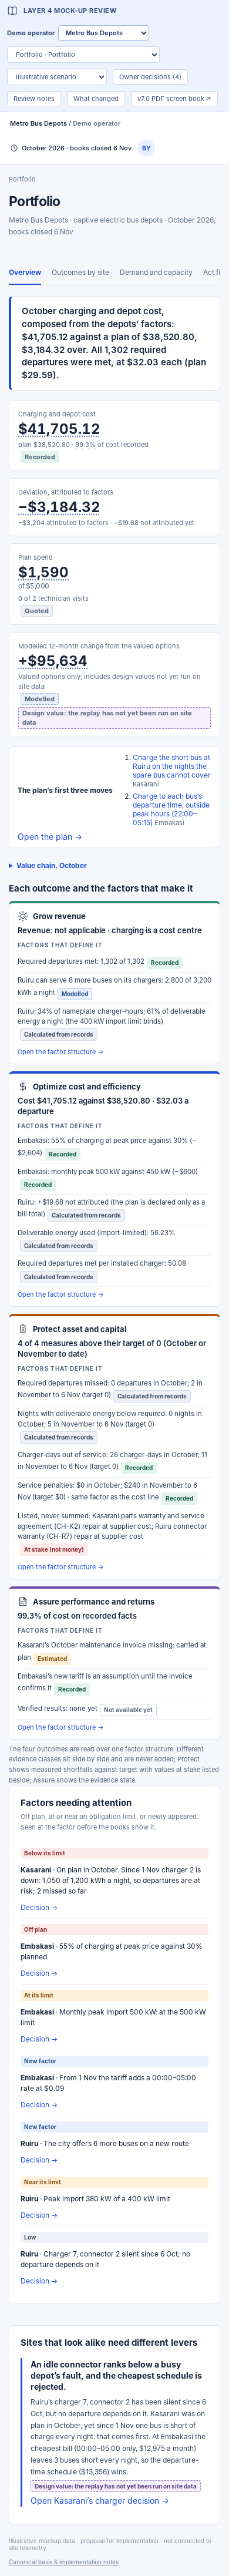 LAYER 4 MOCK-UP REVIEW
Demo operator Metro Bus Depots
Portfolio · Portfolio
Illustrative scenario Owner decisions (4)
Review notes What changed v7.0 PDF screen book ↗
Metro Bus Depots / Demo operator
October 2026 · books closed 6 Nov BY
Portfolio
Portfolio
Metro Bus Depots · captive electric bus depots · October 2026,
books closed 6 Nov
Overview Outcomes by site Demand and capacity Act fi
October charging and depot cost,
composed from the depots' factors:
$41,705.12 against a plan of $38,520.80,
$3,184.32 over. All 1,302 required
departures were met, at $32.03 each (plan
$29.59).
Charging and depot cost
$41,705.12
plan $38,520.80 · 99.3% of cost recorded
Recorded
Deviation, attributed to factors
−$3,184.32
−$3,204 attributed to factors · +$19.68 not attributed yet
Plan spend
$1,590
of $5,000
0 of 2 technician visits
Quoted
Modelled 12-month change from the valued options
+$95,634
Valued options only; includes design values not yet run on
site data
Modelled
Design value: the replay has not yet been run on site
data
The plan's first three moves
1. Charge the short bus at
Ruiru on the nights the
spare bus cannot cover
Kasarani
2. Charge to each bus's
departure time, outside
peak hours (22:00–
05:15) Embakasi
Open the plan →
Value chain, October
Each outcome and the factors that make it
Grow revenue
Revenue: not applicable · charging is a cost centre
FACTORS THAT DEFINE IT
Required departures met: 1,302 of 1,302 Recorded
Ruiru can serve 6 more buses on its chargers: 2,800 of 3,200
kWh a night Modelled
Ruiru: 34% of nameplate charger-hours; 61% of deliverable
energy a night (the 400 kW import limit binds)
Calculated from records
Open the factor structure →
Optimize cost and efficiency
Cost $41,705.12 against $38,520.80 · $32.03 a
departure
FACTORS THAT DEFINE IT
Embakasi: 55% of charging at peak price against 30% (−
$2,604) Recorded
Embakasi: monthly peak 500 kW against 450 kW (−$600)
Recorded
Ruiru: +$19.68 not attributed (the plan is declared only as a
bill total) Calculated from records
Deliverable energy used (import-limited): 56.23%
Calculated from records
Required departures met per installed charger: 50.08
Calculated from records
Open the factor structure →
Protect asset and capital
4 of 4 measures above their target of 0 (October or
November to date)
FACTORS THAT DEFINE IT
Required departures missed: 0 departures in October; 2 in
November to 6 Nov (target 0) Calculated from records
Nights with deliverable energy below required: 0 nights in
October; 5 in November to 6 Nov (target 0)
Calculated from records
Charger-days out of service: 26 charger-days in October; 11
in November to 6 Nov (target 0) Recorded
Service penalties: $0 in October; $240 in November to 6
Nov (target $0) · same factor as the cost line Recorded
Listed, never summed: Kasarani parts warranty and service
agreement (CH-K2) repair at supplier cost; Ruiru connector
warranty (CH-R7) repair at supplier cost
At stake (not money)
Open the factor structure →
Assure performance and returns
99.3% of cost on recorded facts
FACTORS THAT DEFINE IT
Kasarani's October maintenance invoice missing: carried at
plan Estimated
Embakasi's new tariff is an assumption until the invoice
confirms it Recorded
Verified results: none yet Not available yet
Open the factor structure →
The four outcomes are read over one factor structure. Different
evidence classes sit side by side and are never added; Protect
shows measured shortfalls against target with values at stake listed
beside; Assure shows the evidence state.
Factors needing attention
Off plan, at or near an obligation limit, or newly appeared.
Seen at the factor before the books show it.
Below its limit
Kasarani · On plan in October. Since 1 Nov charger 2 is
down: 1,050 of 1,200 kWh a night, so departures are at
risk; 2 missed so far
Decision →
Off plan
Embakasi · 55% of charging at peak price against 30%
planned
Decision →
At its limit
Embakasi · Monthly peak import 500 kW: at the 500 kW
limit
Decision →
New factor
Embakasi · From 1 Nov the tariff adds a 00:00–05:00
rate at $0.09
Decision →
New factor
Ruiru · The city offers 6 more buses on a new route
Decision →
Near its limit
Ruiru · Peak import 380 kW of a 400 kW limit
Decision →
Low
Ruiru · Charger 7, connector 2 silent since 6 Oct; no
departure depends on it
Decision →
Sites that look alike need different levers
An idle connector ranks below a busy
depot's fault, and the cheapest schedule is
rejected.
Ruiru's charger 7, connector 2 has been silent since 6
Oct, but no departure depends on it. Kasarani was on
plan in October, yet since 1 Nov one bus is short of
charge every night: that comes first. At Embakasi the
cheapest bill (00:00–05:00 only, $12,975 a month)
leaves 3 buses short every night, so the departure-
time schedule ($13,356) wins.
Design value: the replay has not yet been run on site data
Open Kasarani's charger decision →
Illustrative mockup data · proposal for implementation · not connected to
site telemetry
Canonical basis & implementation notes